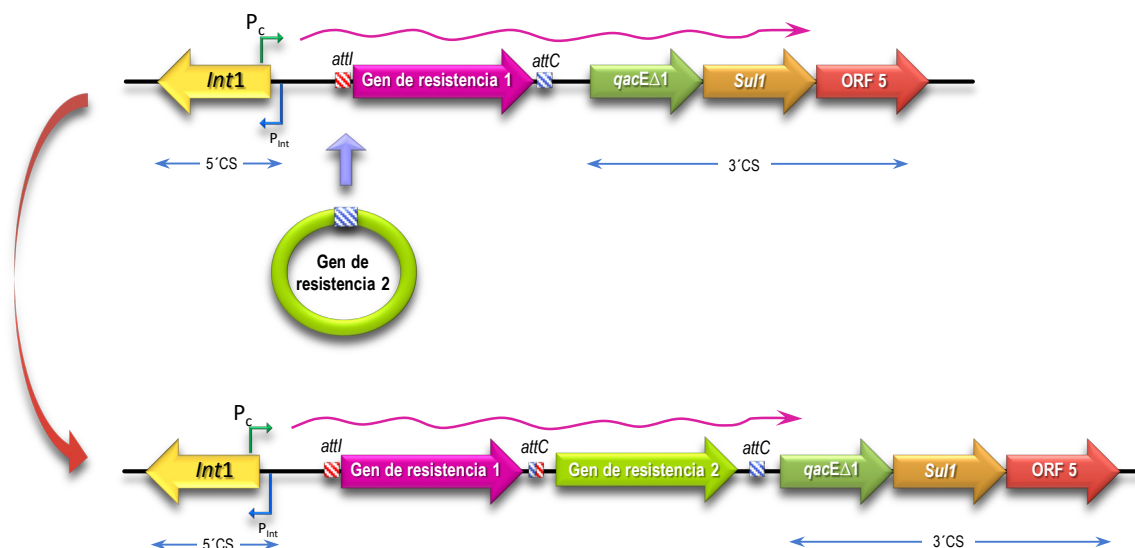 Pc
attI
attC
Int1
Gen de resistencia 1
qacEΔ1
Sul1
ORF 5
PInt
5´CS
3´CS
Gen de
resistencia 2
Pc
attI
attC
attC
Int1
Gen de resistencia 1
Gen de resistencia 2
qacEΔ1
Sul1
ORF 5
PInt
5´CS
3´CS